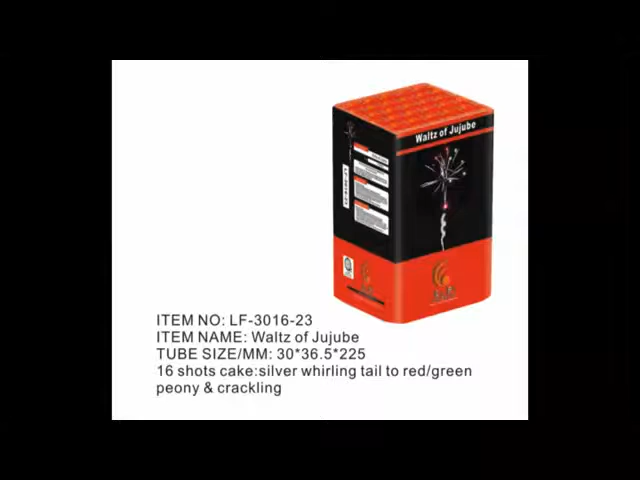 Waltz of Jujube
ITEM NO: LF-3016-23
ITEM NAME: Waltz of Jujube
TUBE SIZE/MM: 30*36.5*225
16 shots cake:silver whirling tail to red/green
peony & crackling